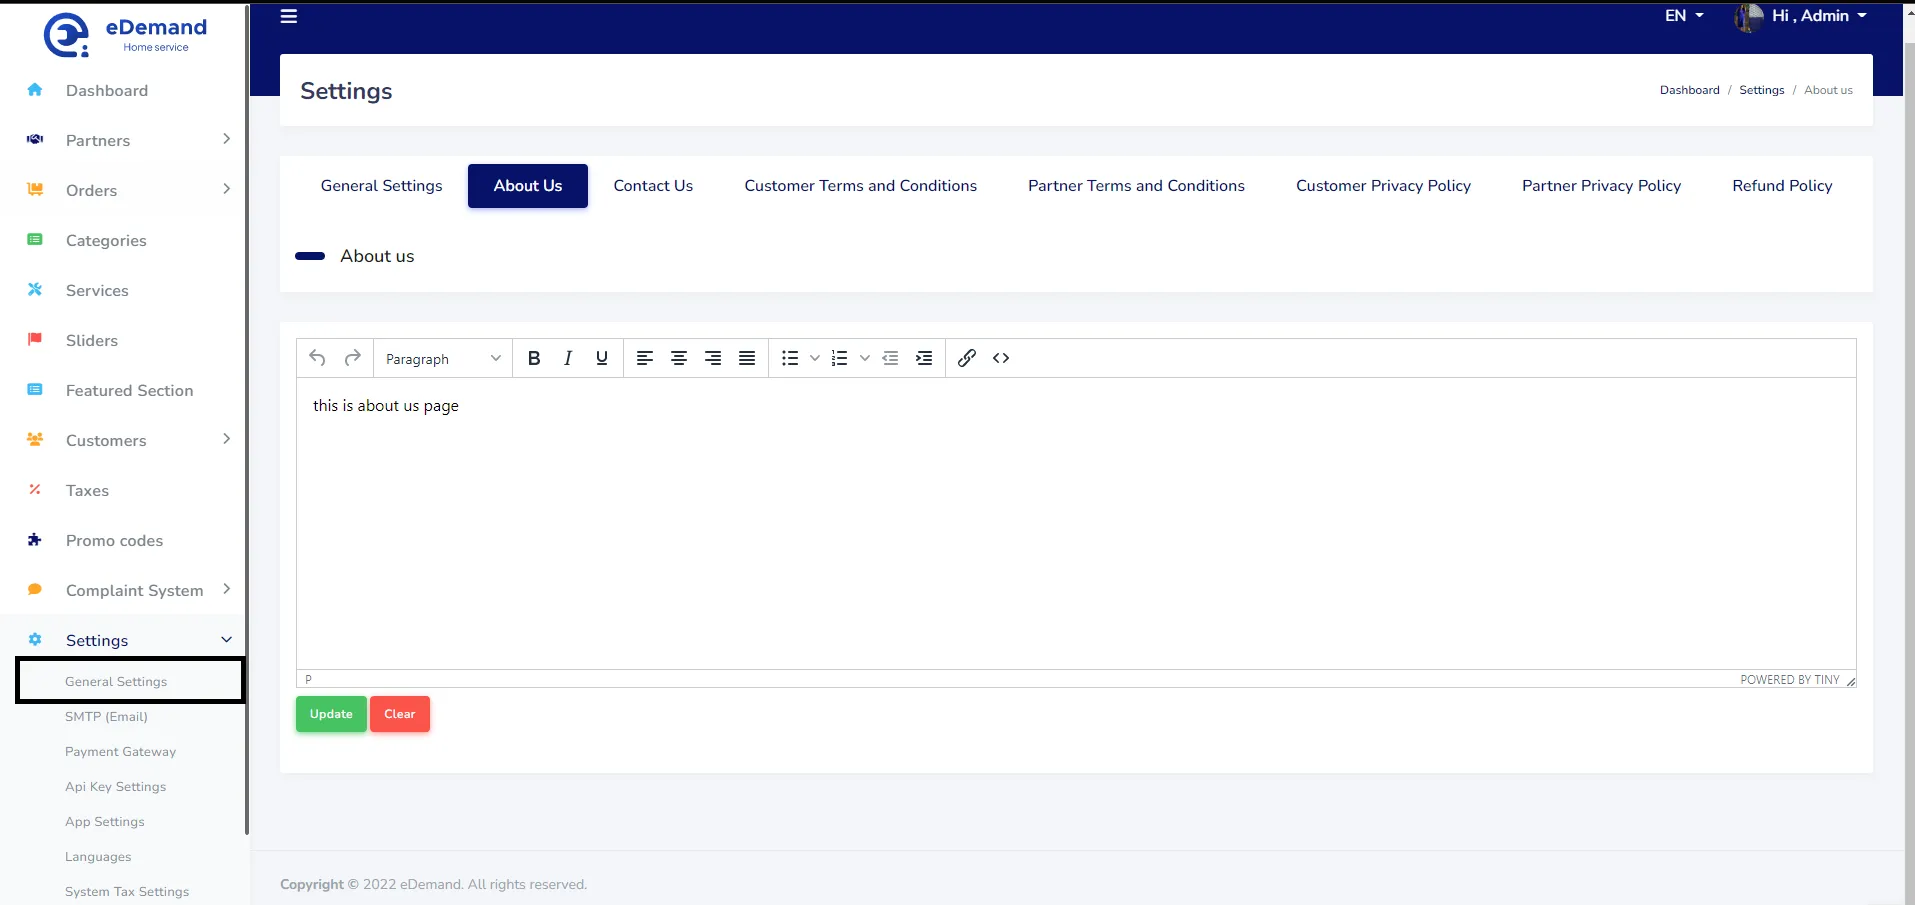 eDemand
Home service
Dashboard
Partners
Orders
Categories
Services
Sliders
Featured Section
Customers
Taxes
Promo codes
Complaint System
Settings
General Settings
SMTP (Email)
Payment Gateway
Api Key Settings
App Settings
Languages
System Tax Settings
EN
Hi , Admin
Settings
Dashboard / Settings / About us
General Settings
About Us
Contact Us
Customer Terms and Conditions
Partner Terms and Conditions
Customer Privacy Policy
Partner Privacy Policy
Refund Policy
About us
Paragraph
B I U
this is about us page
P
POWERED BY TINY
Update
Clear
Copyright © 2022 eDemand. All rights reserved.